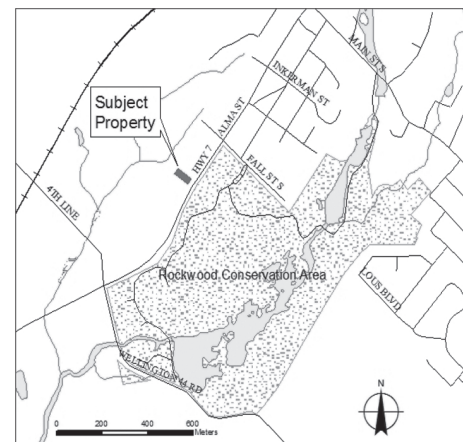 MAIN ST S
INKERMAN ST
Subject
Property
HWY 7
ALMA ST
FALL ST S
4TH LINE
Rockwood Conservation Area
LOUS BLVD
WELLINGTON 44 RD
N
0 200 400 600
Meters